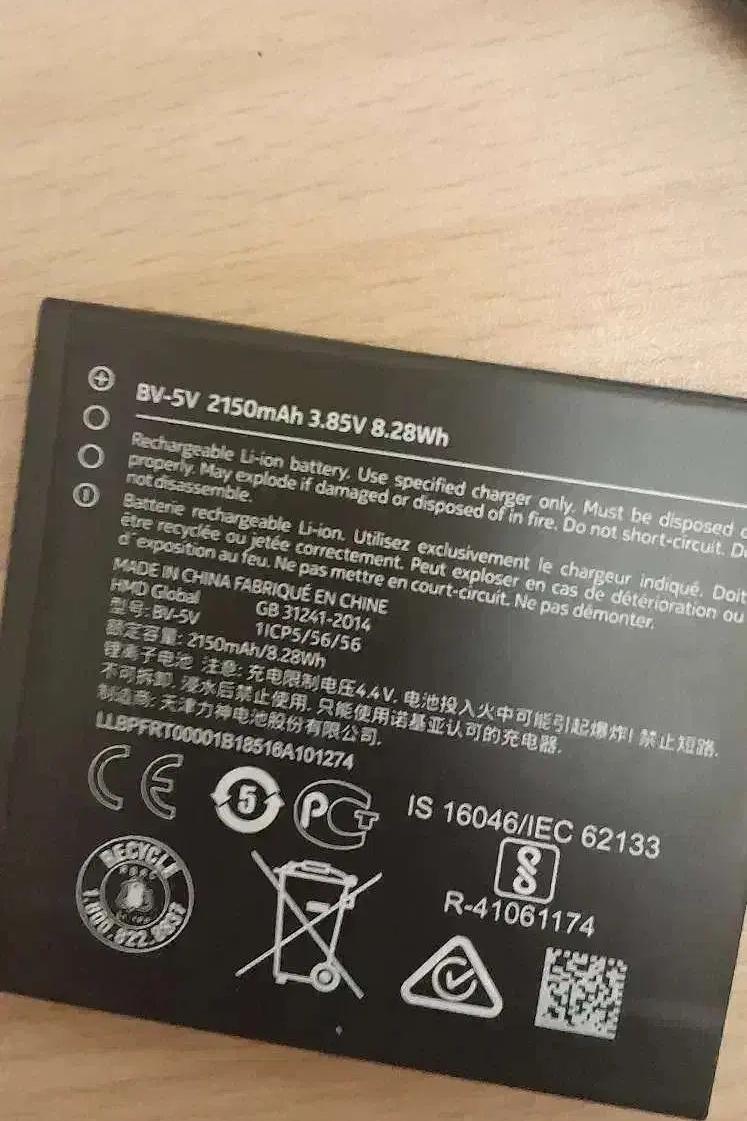 BV-5V 2150mAh 3.85V 8.28Wh
Rechargeable Li-ion battery. Use specified charger only. Must be disposed
properly. May explode if damaged or disposed of in fire. Do not short-circuit.
not disassemble.
Batterie rechargeable Li-ion. Utilisez exclusivement le chargeur indiqué. Doit
être recyclée ou jetée correctement. Peut exploser en cas de détérioration ou
d'exposition au feu. Ne pas mettre en court-circuit. Ne pas démonter.
MADE IN CHINA FABRIQUÉ EN CHINE
HMD Global GB 31241-2014
型号: BV-5V 1ICP5/56/56
额定容量: 2150mAh/8.28Wh
锂离子电池 注意: 充电限制电压4.4V. 电池投入火中可能引起爆炸! 禁止短路.
不可拆卸. 浸水后禁止使用. 只能使用诺基亚认可的充电器.
制造商: 天津力神电池股份有限公司.
LLBPFRT00001B18516A101274
CE 5 PCT IS 16046/IEC 62133
R-41061174
RECYCLE